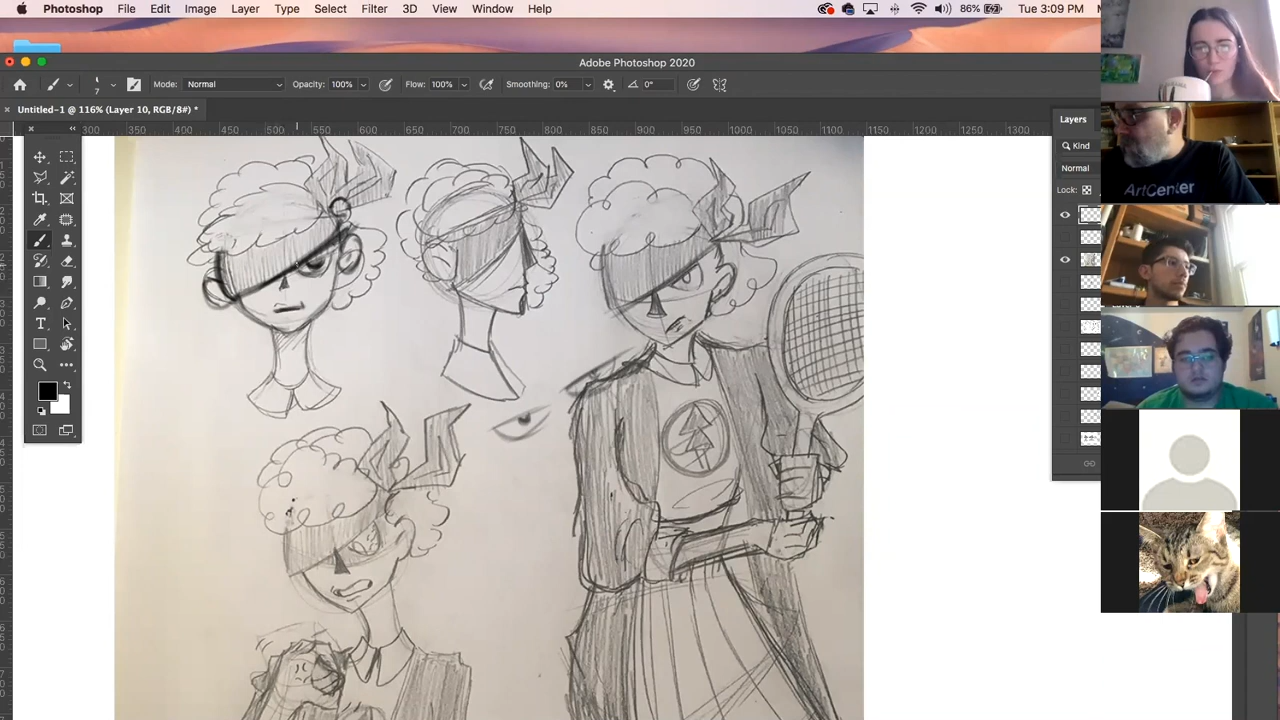 Photoshop File Edit Image Layer Type Select Filter 3D View Window Help 86% Tue 3:09 PM
Adobe Photoshop 2020
7 Mode: Normal Opacity: 100% Flow: 100% Smoothing: 0% 0°
Untitled-1 @ 116% (Layer 10, RGB/8#) *
300 350 400 450 500 550 600 650 700 750 800 850 900 950 1000 1050 1100 1150 1200 1250 1300
Layers
Kind
Normal
Lock:
ArtCenter